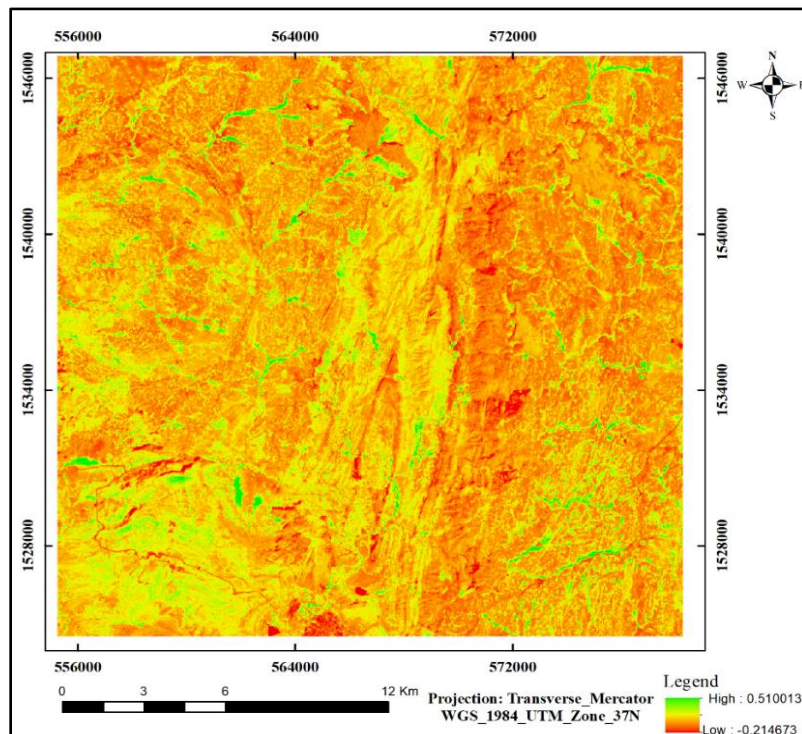 556000 564000 572000
N
W E
S
1546000
1546000
1540000
1540000
1534000
1534000
1528000
1528000
556000 564000 572000
0 3 6 12 Km
Projection: Transverse_Mercator
WGS_1984_UTM_Zone_37N
Legend
High : 0.510013
Low : -0.214673